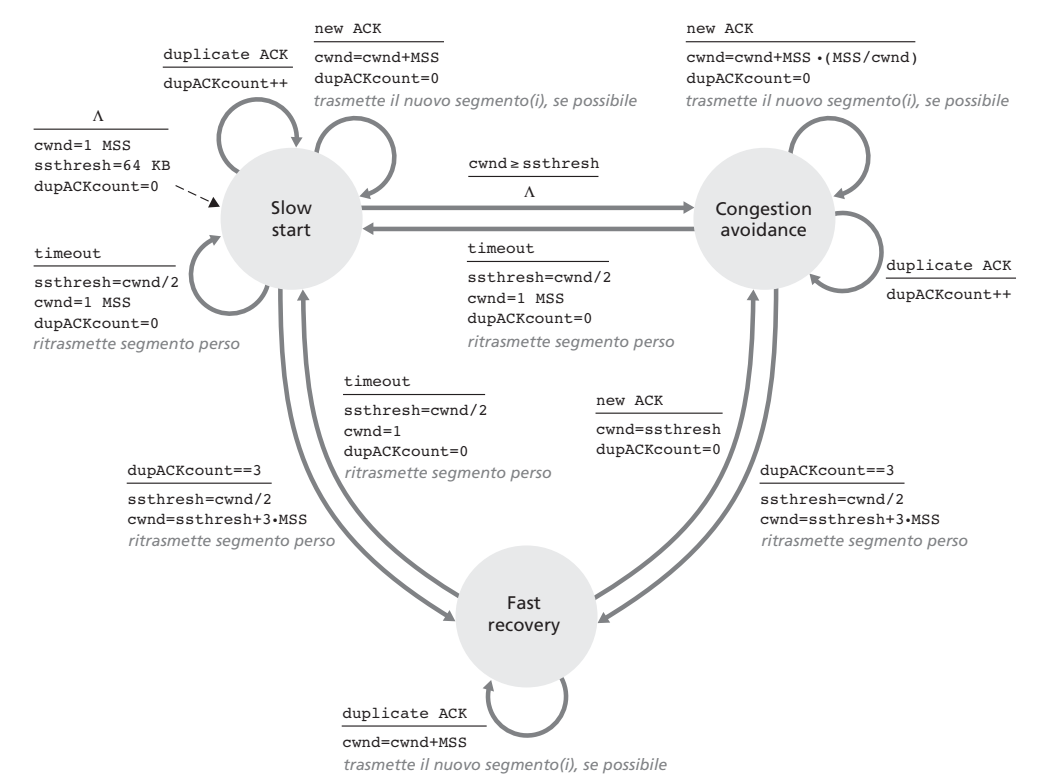 new ACK
cwnd=cwnd+MSS
dupACKcount=0
trasmette il nuovo segmento(i), se possibile
new ACK
cwnd=cwnd+MSS •(MSS/cwnd)
dupACKcount=0
trasmette il nuovo segmento(i), se possibile
duplicate ACK
dupACKcount++
Λ
cwnd=1 MSS
ssthresh=64 KB
dupACKcount=0
Slow
start
cwnd≥ssthresh
Λ
Congestion
avoidance
timeout
ssthresh=cwnd/2
cwnd=1 MSS
dupACKcount=0
ritrasmette segmento perso
timeout
ssthresh=cwnd/2
cwnd=1 MSS
dupACKcount=0
ritrasmette segmento perso
duplicate ACK
dupACKcount++
timeout
ssthresh=cwnd/2
cwnd=1
dupACKcount=0
ritrasmette segmento perso
new ACK
cwnd=ssthresh
dupACKcount=0
dupACKcount==3
ssthresh=cwnd/2
cwnd=ssthresh+3•MSS
ritrasmette segmento perso
dupACKcount==3
ssthresh=cwnd/2
cwnd=ssthresh+3•MSS
ritrasmette segmento perso
Fast
recovery
duplicate ACK
cwnd=cwnd+MSS
trasmette il nuovo segmento(i), se possibile